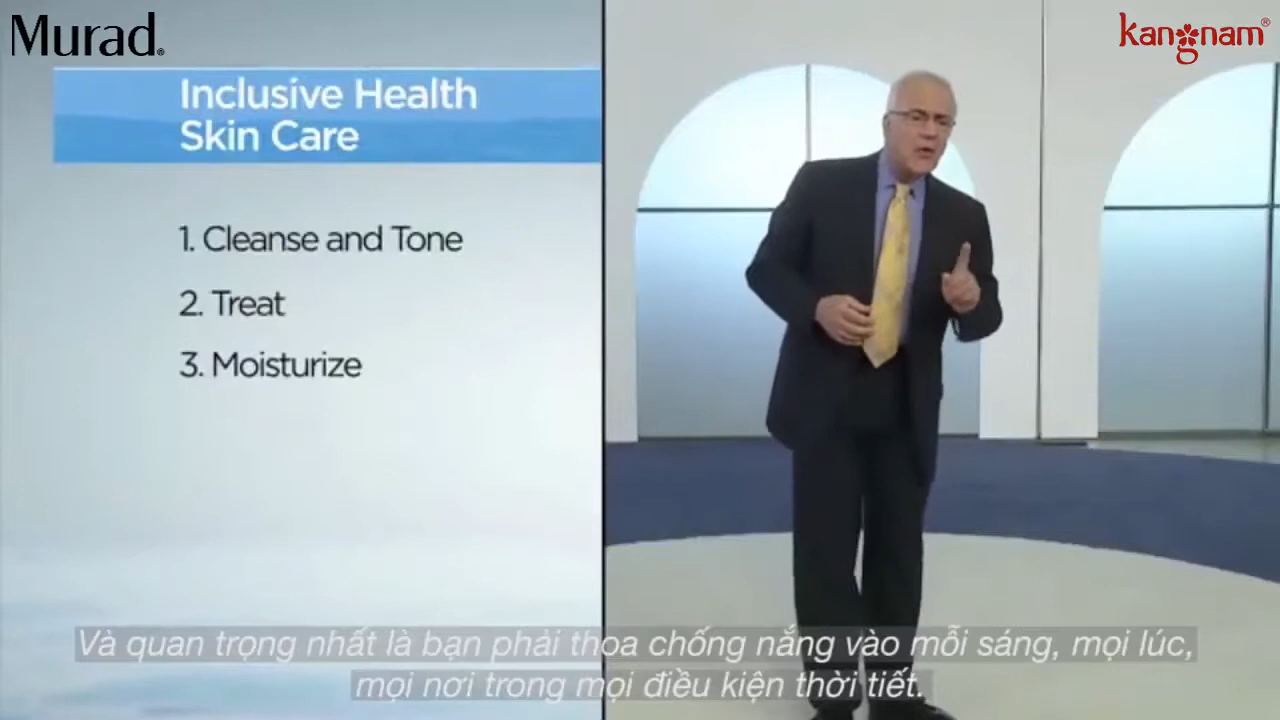 Murad®
kangnam®
Inclusive Health
Skin Care
1. Cleanse and Tone
2. Treat
3. Moisturize
Và quan trọng nhất là bạn phải thoa chống nắng vào mỗi sáng, mọi lúc,
mọi nơi trong mọi điều kiện thời tiết.